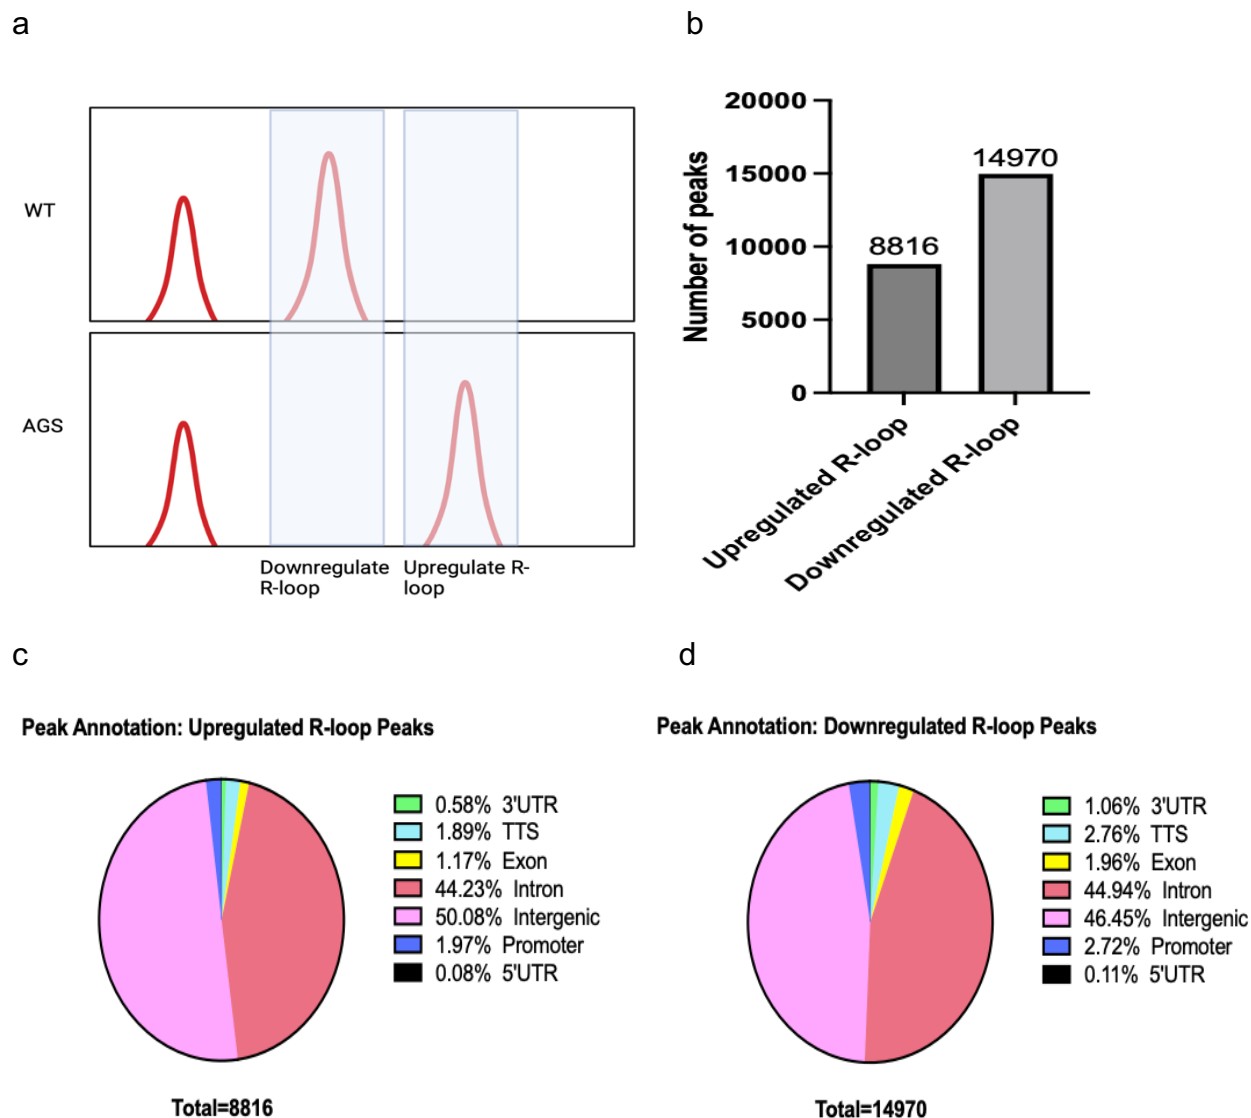 a
WT
AGS
Downregulate
R-loop
Upregulate R-
loop
b
Number of peaks
20000
15000
10000
5000
0
8816
14970
Upregulated R-loop
Downregulated R-loop
c
Peak Annotation: Upregulated R-loop Peaks
0.58% 3'UTR
1.89% TTS
1.17% Exon
44.23% Intron
50.08% Intergenic
1.97% Promoter
0.08% 5'UTR
Total=8816
d
Peak Annotation: Downregulated R-loop Peaks
1.06% 3'UTR
2.76% TTS
1.96% Exon
44.94% Intron
46.45% Intergenic
2.72% Promoter
0.11% 5'UTR
Total=14970